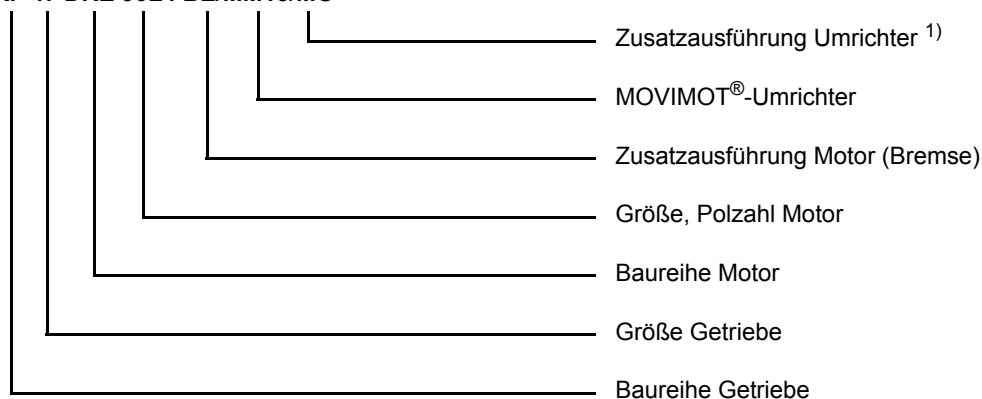 Zusatzausführung Umrichter 1)
MOVIMOT®-Umrichter
Zusatzausführung Motor (Bremse)
Größe, Polzahl Motor
Baureihe Motor
Größe Getriebe
Baureihe Getriebe